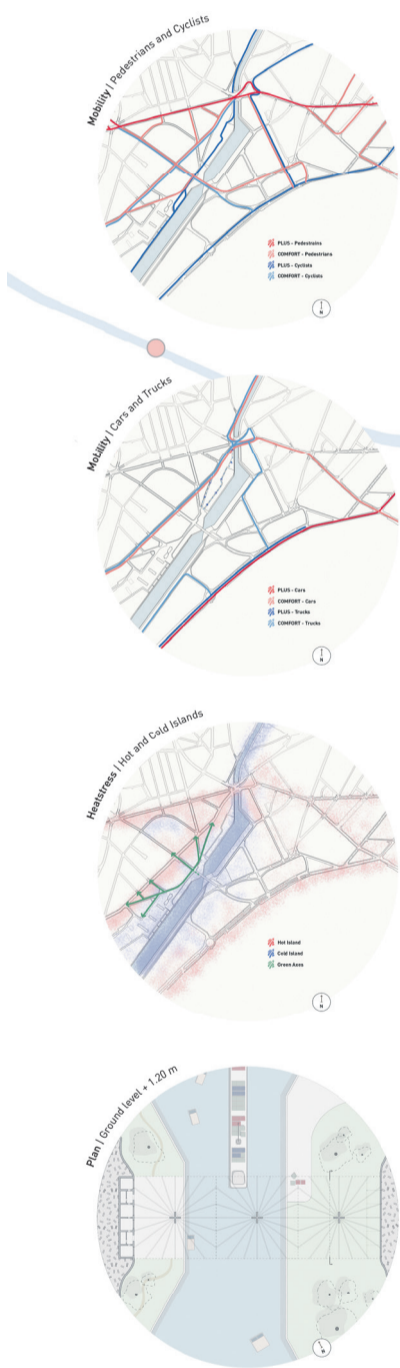 Mobility | Pedestrians and Cyclists
PLUS - Pedestrains
COMFORT - Pedestrians
PLUS - Cyclists
COMFORT - Cyclists
N
Mobility | Cars and Trucks
PLUS - Cars
COMFORT - Cars
PLUS - Trucks
COMFORT - Trucks
N
Heatstress | Hot and Cold Islands
Hot Island
Cold Island
Green Axes
N
Plan | Ground level + 1.20 m